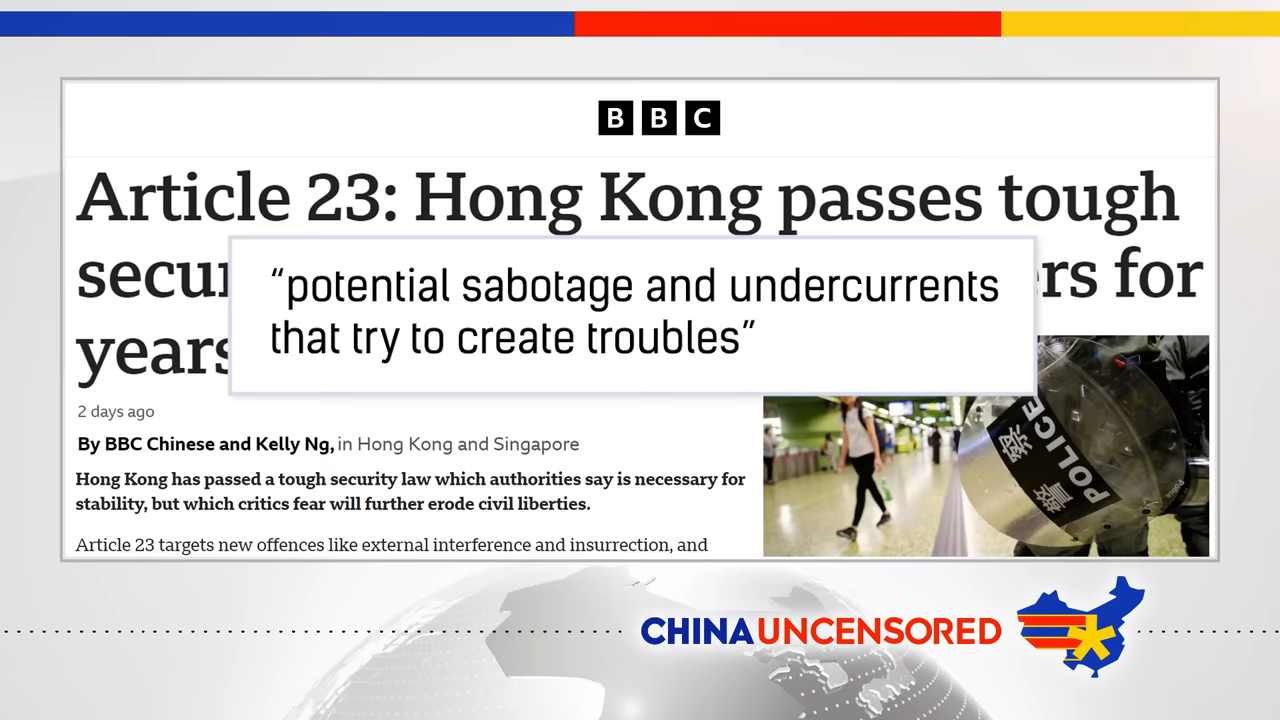 BBC
Article 23: Hong Kong passes tough
secur
rs for
years
“potential sabotage and undercurrents
that try to create troubles”
2 days ago
By BBC Chinese and Kelly Ng, in Hong Kong and Singapore
Hong Kong has passed a tough security law which authorities say is necessary for
stability, but which critics fear will further erode civil liberties.
Article 23 targets new offences like external interference and insurrection, and
警察
POLICE
CHINA UNCENSORED